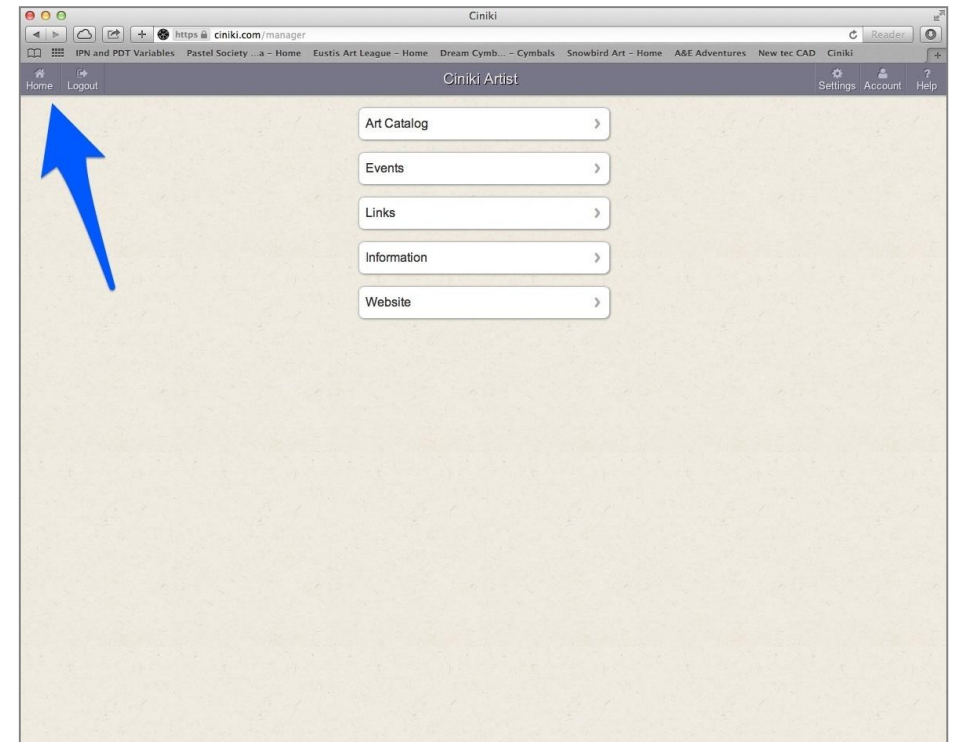 Ciniki
https ciniki.com/manager
Reader
IPN and PDT Variables Pastel Society ...a – Home Eustis Art League – Home Dream Cymb... – Cymbals Snowbird Art – Home A&E Adventures New tec CAD Ciniki
Home Logout Ciniki Artist Settings Account ? Help
Art Catalog
Events
Links
Information
Website